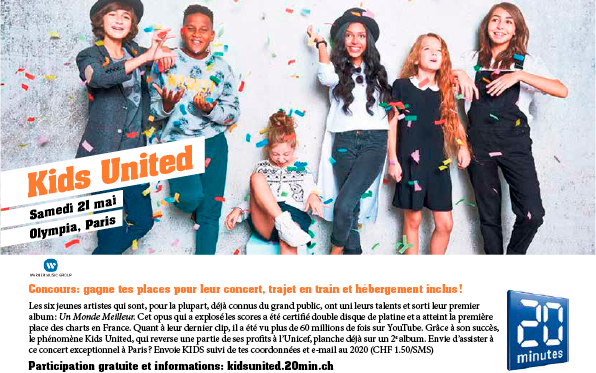 Kids United
Samedi 21 mai
Olympia, Paris
WARNER MUSIC GROUP
Concours: gagne tes places pour leur concert, trajet en train et hébergement inclus!
Les six jeunes artistes qui sont, pour la plupart, déjà connus du grand public, ont uni leurs talents et sorti leur premier
album: Un Monde Meilleur. Cet opus qui a explosé les scores a été certifié double disque de platine et a atteint la première
place des charts en France. Quant à leur dernier clip, il a été vu plus de 60 millions de fois sur YouTube. Grâce à son succès,
le phénomène Kids United, qui reverse une partie de ses profits à l'Unicef, planche déjà sur un 2e album. Envie d'assister à
ce concert exceptionnel à Paris? Envoie KIDS suivi de tes coordonnées et e-mail au 2020 (CHF 1.50/SMS)
Participation gratuite et informations: kidsunited.20min.ch
20
minutes